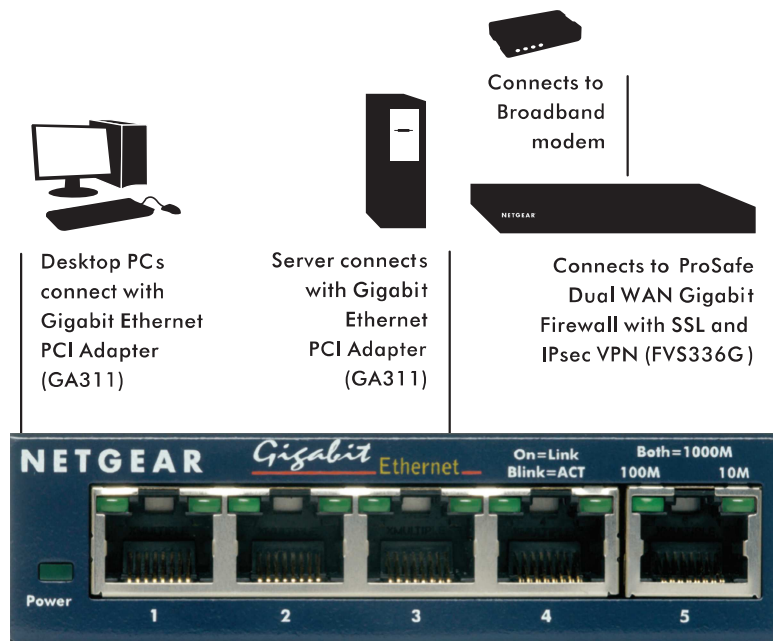 Connects to
Broadband
modem
NETGEAR
Desktop PCs
connect with
Gigabit Ethernet
PCI Adapter
(GA311)
Server connects
with Gigabit
Ethernet
PCI Adapter
(GA311)
Connects to ProSafe
Dual WAN Gigabit
Firewall with SSL and
IPsec VPN (FVS336G)
NETGEAR
Gigabit Ethernet
On=Link
Blink=ACT
Both=1000M
100M 10M
Power
1 2 3 4 5